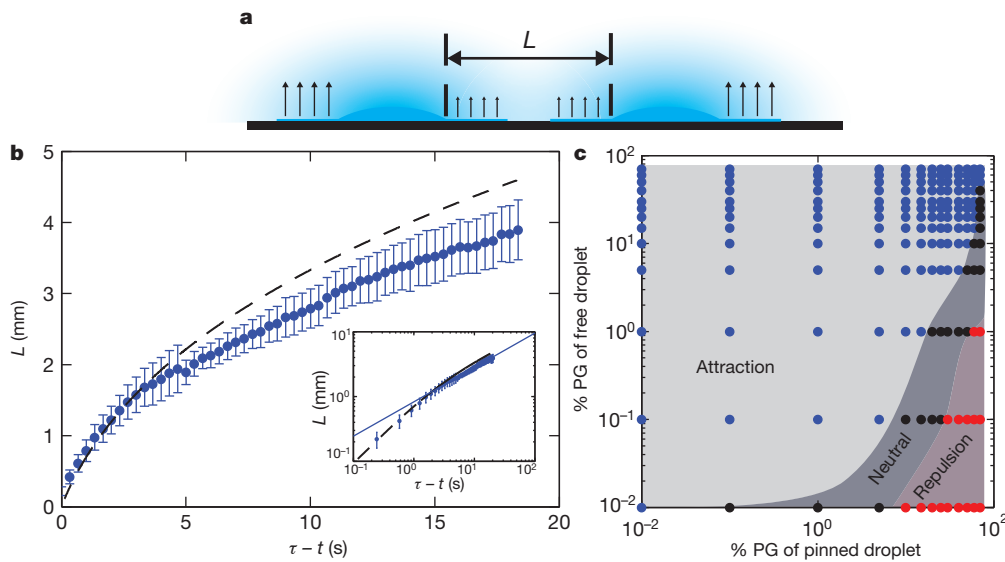 a
L
b
5
4
3
2
1
0
L (mm)
0
5
10
15
20
τ – t (s)
10¹
10⁰
10⁻¹
L (mm)
10⁻¹
10⁰
10¹
10²
τ – t (s)
c
10²
10¹
10⁰
10⁻¹
10⁻²
% PG of free droplet
Attraction
Neutral
Repulsion
10⁻²
10⁰
10²
% PG of pinned droplet